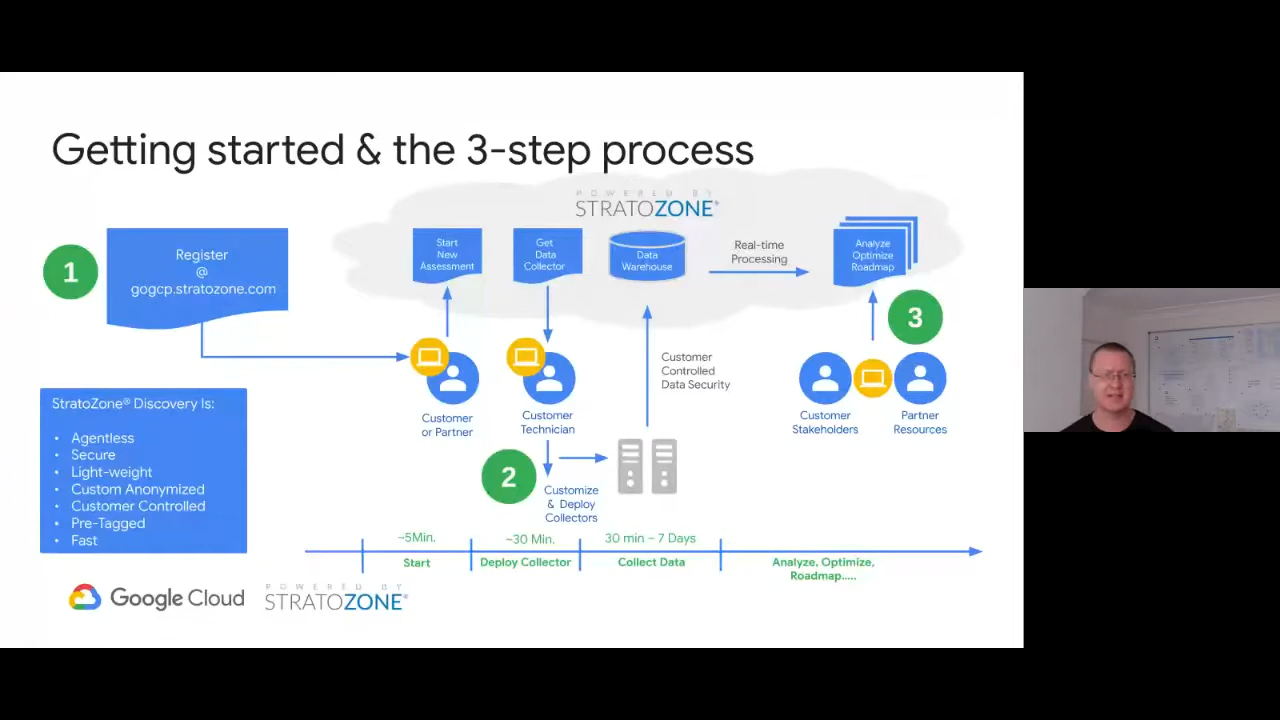 Getting started & the 3-step process
POWERED BY
STRATOZONE®
1
Register
@
gogcp.stratozone.com
Start
New
Assessment
Get
Data
Collector
Data
Warehouse
Real-time
Processing
Analyze
Optimize
Roadmap
3
Customer
Controlled
Data Security
Customer
or Partner
Customer
Technician
Customer
Stakeholders
Partner
Resources
StratoZone® Discovery Is:
• Agentless
• Secure
• Light-weight
• Custom Anonymized
• Customer Controlled
• Pre-Tagged
• Fast
2
Customize
& Deploy
Collectors
~5Min.
~30 Min.
30 min – 7 Days
Start
Deploy Collector
Collect Data
Analyze, Optimize,
Roadmap.....
Google Cloud
POWERED BY
STRATOZONE®